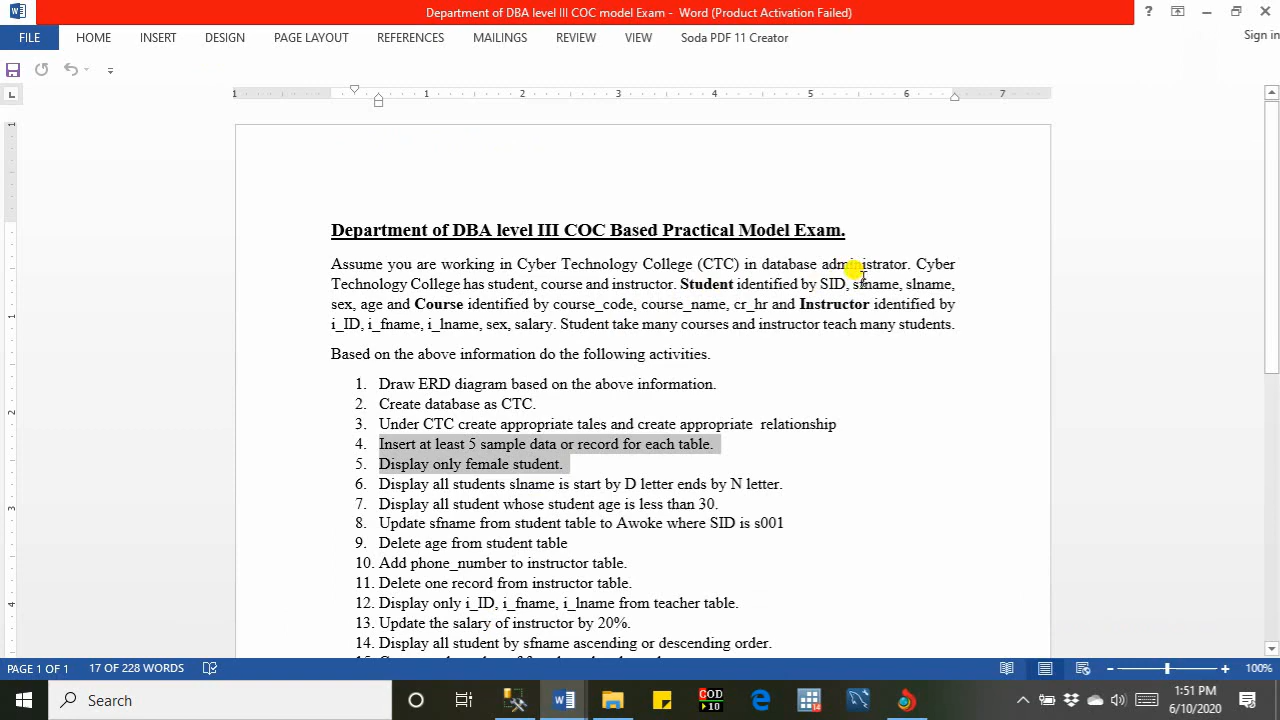 Department of DBA level III COC model Exam - Word (Product Activation Failed)
FILE HOME INSERT DESIGN PAGE LAYOUT REFERENCES MAILINGS REVIEW VIEW Soda PDF 11 Creator Sign in
1 1 2 3 4 5 6 7
Department of DBA level III COC Based Practical Model Exam.
Assume you are working in Cyber Technology College (CTC) in database administrator. Cyber
Technology College has student, course and instructor. Student identified by SID, sfname, slname,
sex, age and Course identified by course_code, course_name, cr_hr and Instructor identified by
i_ID, i_fname, i_lname, sex, salary. Student take many courses and instructor teach many students.
Based on the above information do the following activities.
1. Draw ERD diagram based on the above information.
2. Create database as CTC.
3. Under CTC create appropriate tales and create appropriate relationship
4. Insert at least 5 sample data or record for each table.
5. Display only female student.
6. Display all students slname is start by D letter ends by N letter.
7. Display all student whose student age is less than 30.
8. Update sfname from student table to Awoke where SID is s001
9. Delete age from student table
10. Add phone_number to instructor table.
11. Delete one record from instructor table.
12. Display only i_ID, i_fname, i_lname from teacher table.
13. Update the salary of instructor by 20%.
14. Display all student by sfname ascending or descending order.
PAGE 1 OF 1 17 OF 228 WORDS 100%
Search
1:51 PM
6/10/2020